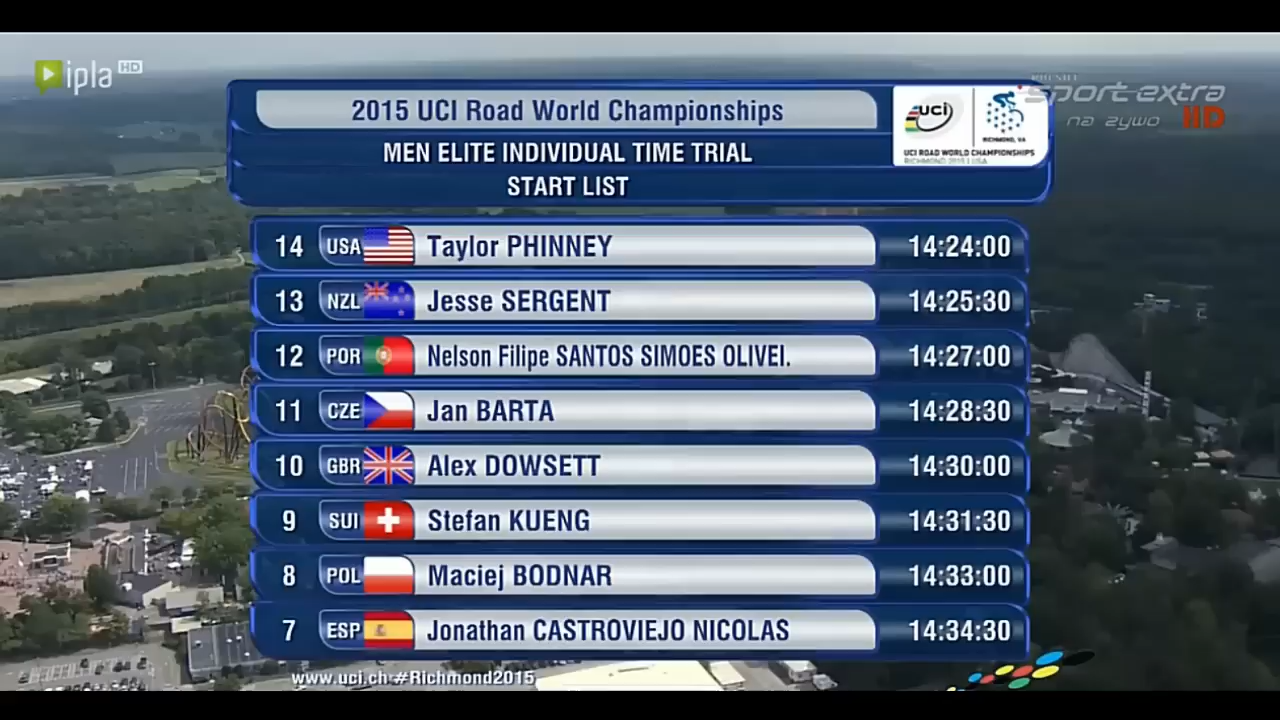 ipla HD
POLSAT
sport extra
na żywo HD
2015 UCI Road World Championships
MEN ELITE INDIVIDUAL TIME TRIAL
START LIST
uci
RICHMOND, VA
UCI ROAD WORLD CHAMPIONSHIPS
RICHMOND 2015 | USA
14 USA Taylor PHINNEY 14:24:00
13 NZL Jesse SERGENT 14:25:30
12 POR Nelson Filipe SANTOS SIMOES OLIVEI. 14:27:00
11 CZE Jan BARTA 14:28:30
10 GBR Alex DOWSETT 14:30:00
9 SUI Stefan KUENG 14:31:30
8 POL Maciej BODNAR 14:33:00
7 ESP Jonathan CASTROVIEJO NICOLAS 14:34:30
www.uci.ch #Richmond2015